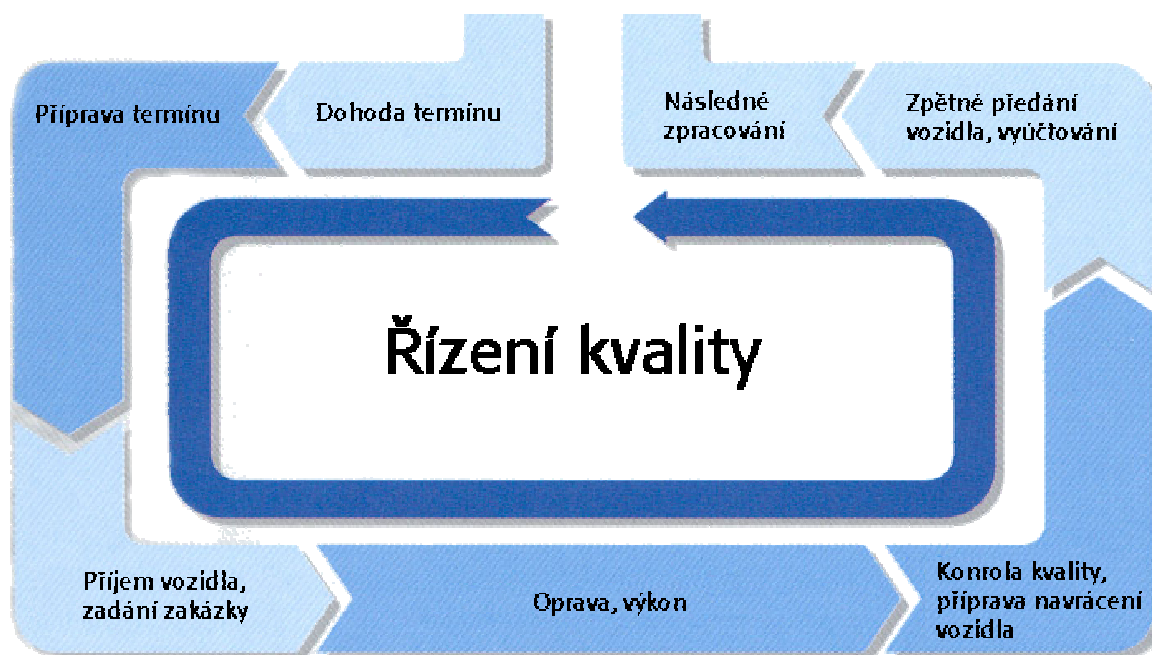 Příprava termínu
Dohoda termínu
Následné
zpracování
Zpětné předání
vozidla, vyúčtování
Řízení kvality
Příjem vozidla,
zadání zakázky
Oprava, výkon
Konrola kvality,
příprava navrácení
vozidla